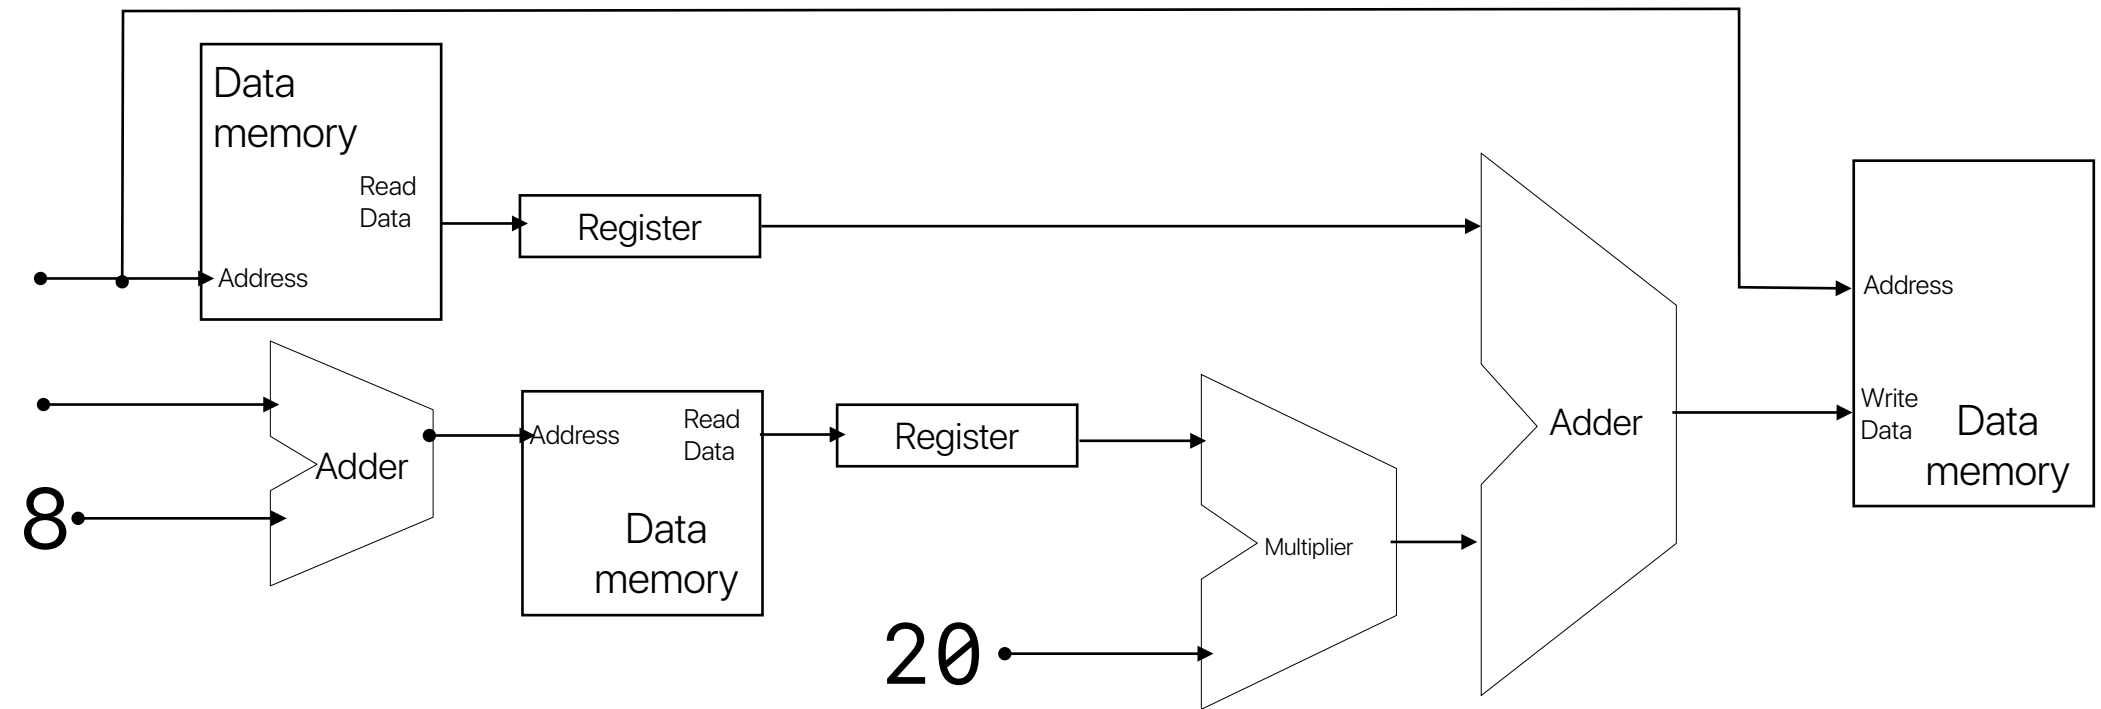 Data
memory
Read
Data
Register
Address
Address
Adder
8
Address
Read
Data
Data
memory
Register
Multiplier
20
Adder
Write
Data
Data
memory